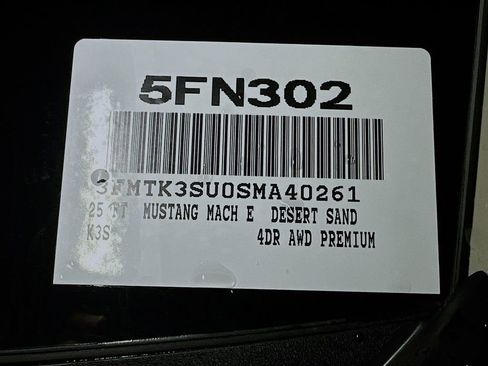 5FN302
3FMTK3SU0SMA40261
25 FT MUSTANG MACH E DESERT SAND
K3S 4DR AWD PREMIUM